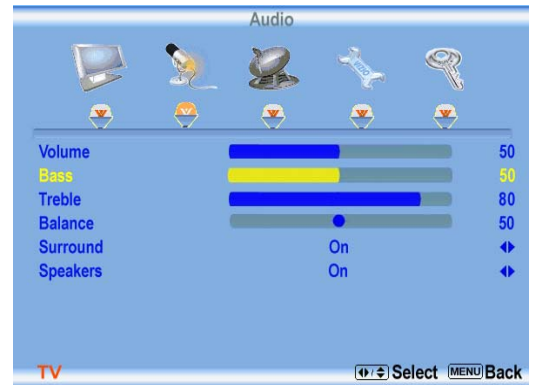 Audio
Volume 50
Bass 50
Treble 80
Balance 50
Surround On
Speakers On
TV Select MENU Back